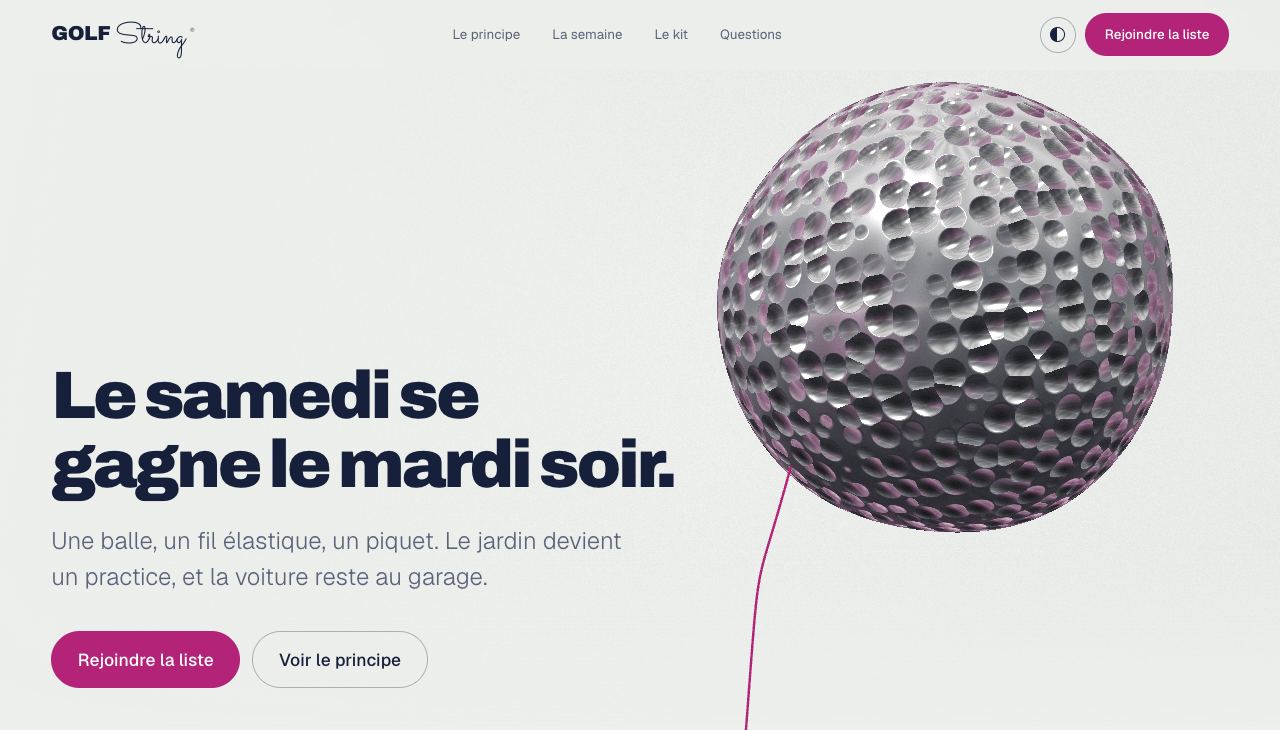 GOLF String®
Le principe
La semaine
Le kit
Questions
Rejoindre la liste
Le samedi se
gagne le mardi soir.
Une balle, un fil élastique, un piquet. Le jardin devient
un practice, et la voiture reste au garage.
Rejoindre la liste
Voir le principe